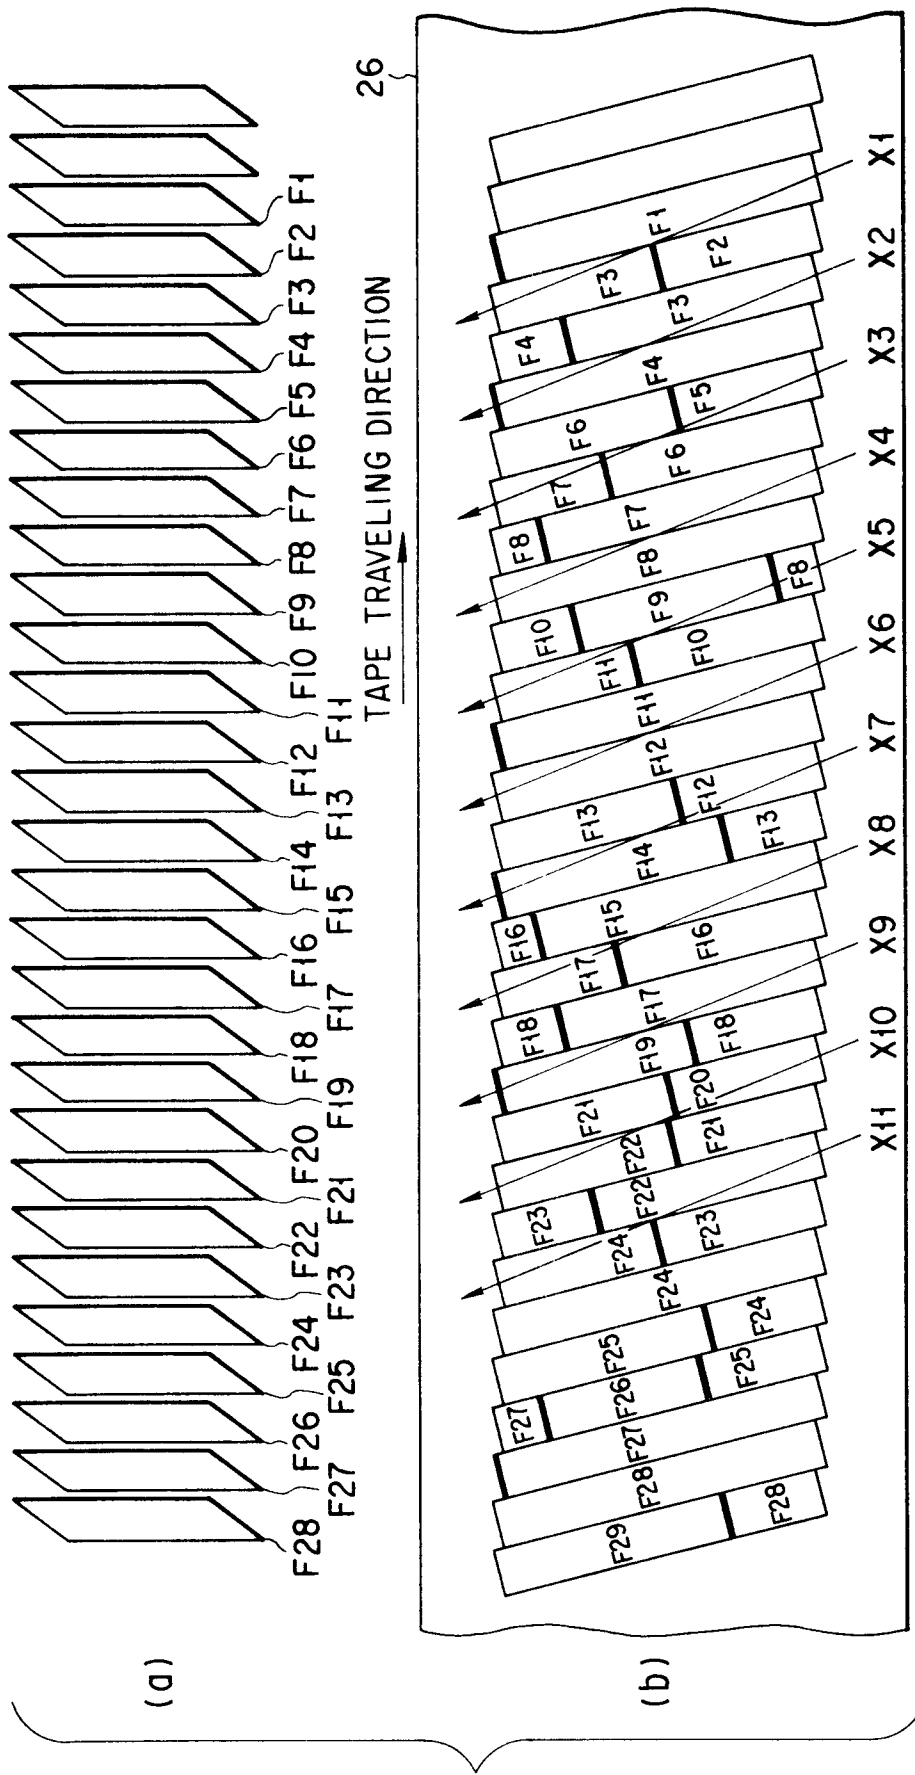 (a)
F1
F2
F3
F4
F5
F6
F7
F8
F9
F10
F11
F12
F13
F14
F15
F16
F17
F18
F19
F20
F21
F22
F23
F24
F25
F26
F27
F28
TAPE TRAVELING DIRECTION
26
(b)
F1
F3 F2
F4 F3
F4
F6 F5
F7 F6
F8 F7
F8
F10 F9 F8
F11 F10
F11
F12
F13 F12
F14 F13
F16 F15
F17 F16
F18 F17
F19 F18
F21 F20
F22 F21
F23 F22
F24 F23
F24
F25 F24
F27 F26 F25
F27
F28
F29 F28
X1
X2
X3
X4
X5
X6
X7
X8
X9
X10
X11